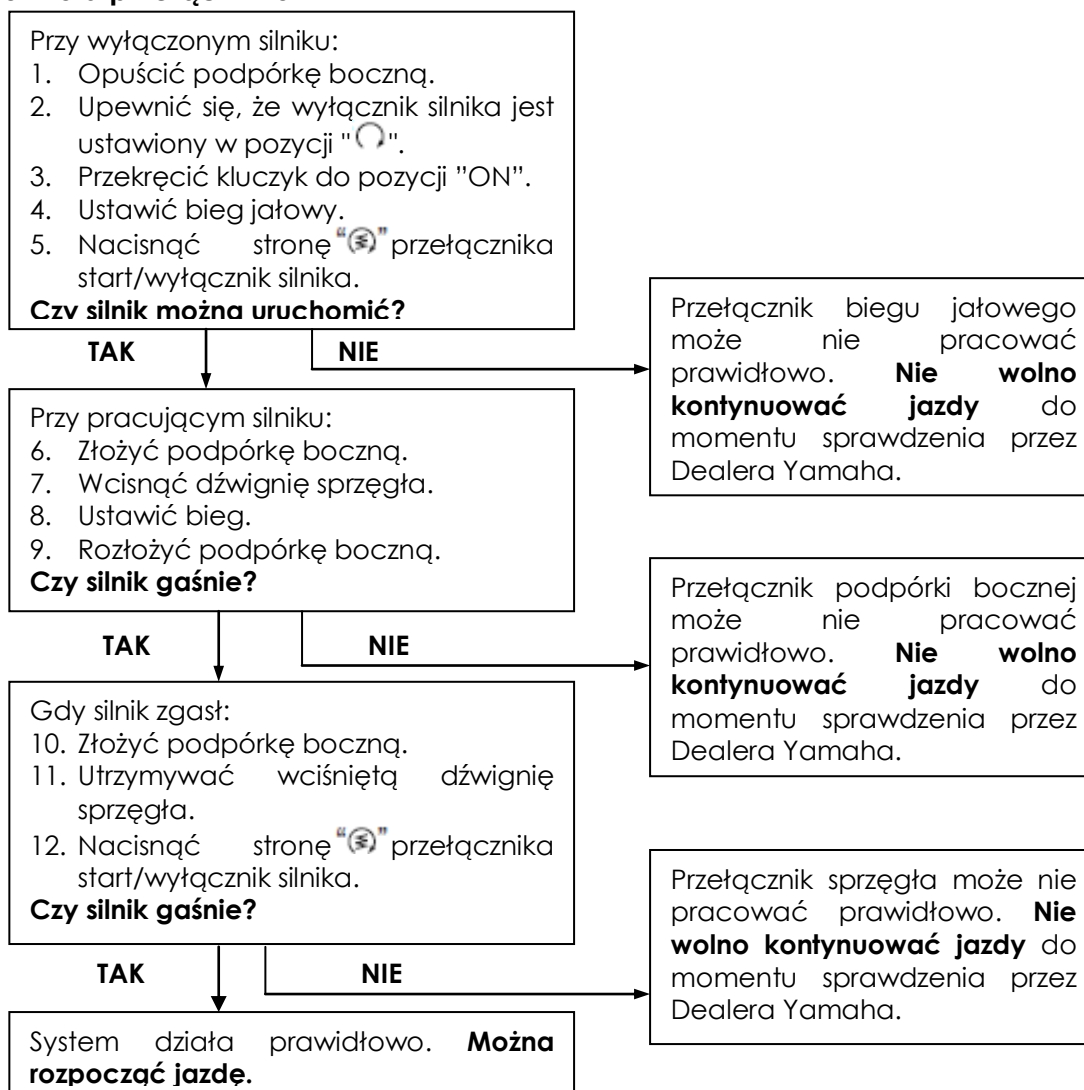 Przy wyłączonym silniku:
1. Opuścić podpórkę boczną.
2. Upewnić się, że wyłącznik silnika jest
ustawiony w pozycji "".
3. Przekręcić kluczyk do pozycji ”ON”.
4. Ustawić bieg jałowy.
5. Nacisnąć stronę “” przełącznika
start/wyłącznik silnika.
Czy silnik można uruchomić?
TAK NIE
Przełącznik biegu jałowego
może nie pracować
prawidłowo. Nie wolno
kontynuować jazdy do
momentu sprawdzenia przez
Dealera Yamaha.
Przy pracującym silniku:
6. Złożyć podpórkę boczną.
7. Wcisnąć dźwignię sprzęgła.
8. Ustawić bieg.
9. Rozłożyć podpórkę boczną.
Czy silnik gaśnie?
TAK NIE
Przełącznik podpórki bocznej
może nie pracować
prawidłowo. Nie wolno
kontynuować jazdy do
momentu sprawdzenia przez
Dealera Yamaha.
Gdy silnik zgasł:
10. Złożyć podpórkę boczną.
11. Utrzymywać wciśniętą dźwignię
sprzęgła.
12. Nacisnąć stronę “” przełącznika
start/wyłącznik silnika.
Czy silnik gaśnie?
TAK NIE
Przełącznik sprzęgła może nie
pracować prawidłowo. Nie
wolno kontynuować jazdy do
momentu sprawdzenia przez
Dealera Yamaha.
System działa prawidłowo. Można
rozpocząć jazdę.